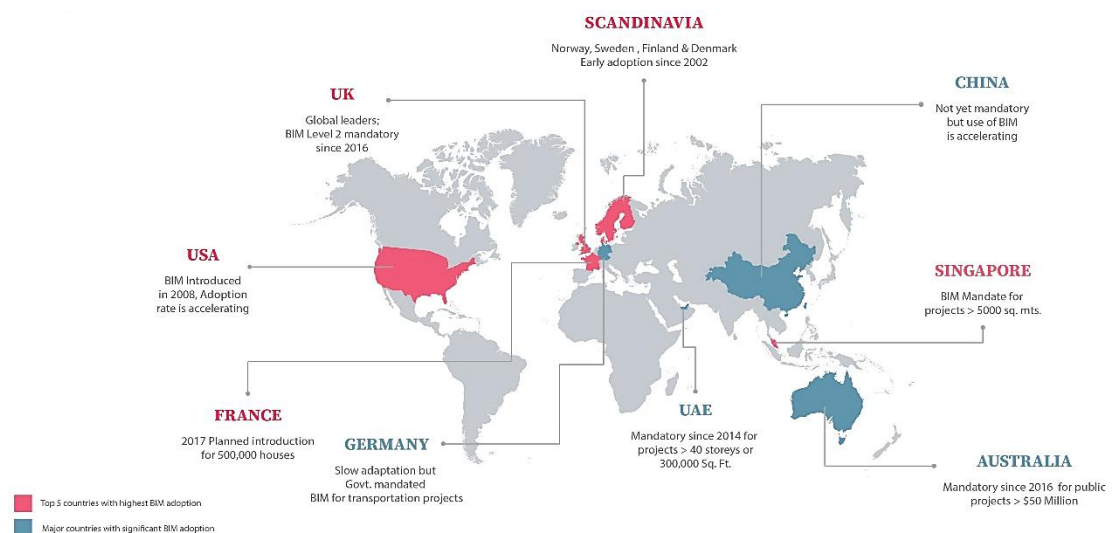 SCANDINAVIA
Norway, Sweden , Finland & Denmark
Early adoption since 2002
UK
Global leaders;
BIM Level 2 mandatory
since 2016
CHINA
Not yet mandatory
but use of BIM
is accelerating
USA
BIM Introduced
in 2008, Adoption
rate is accelerating
SINGAPORE
BIM Mandate for
projects > 5000 sq. mts.
FRANCE
2017 Planned introduction
for 500,000 houses
GERMANY
Slow adaptation but
Govt. mandated
BIM for transportation projects
UAE
Mandatory since 2014 for
projects > 40 storeys or
300,000 Sq. Ft.
AUSTRALIA
Mandatory since 2016 for public
projects > $50 Million
Top 5 countries with highest BIM adoption
Major countries with significant BIM adoption